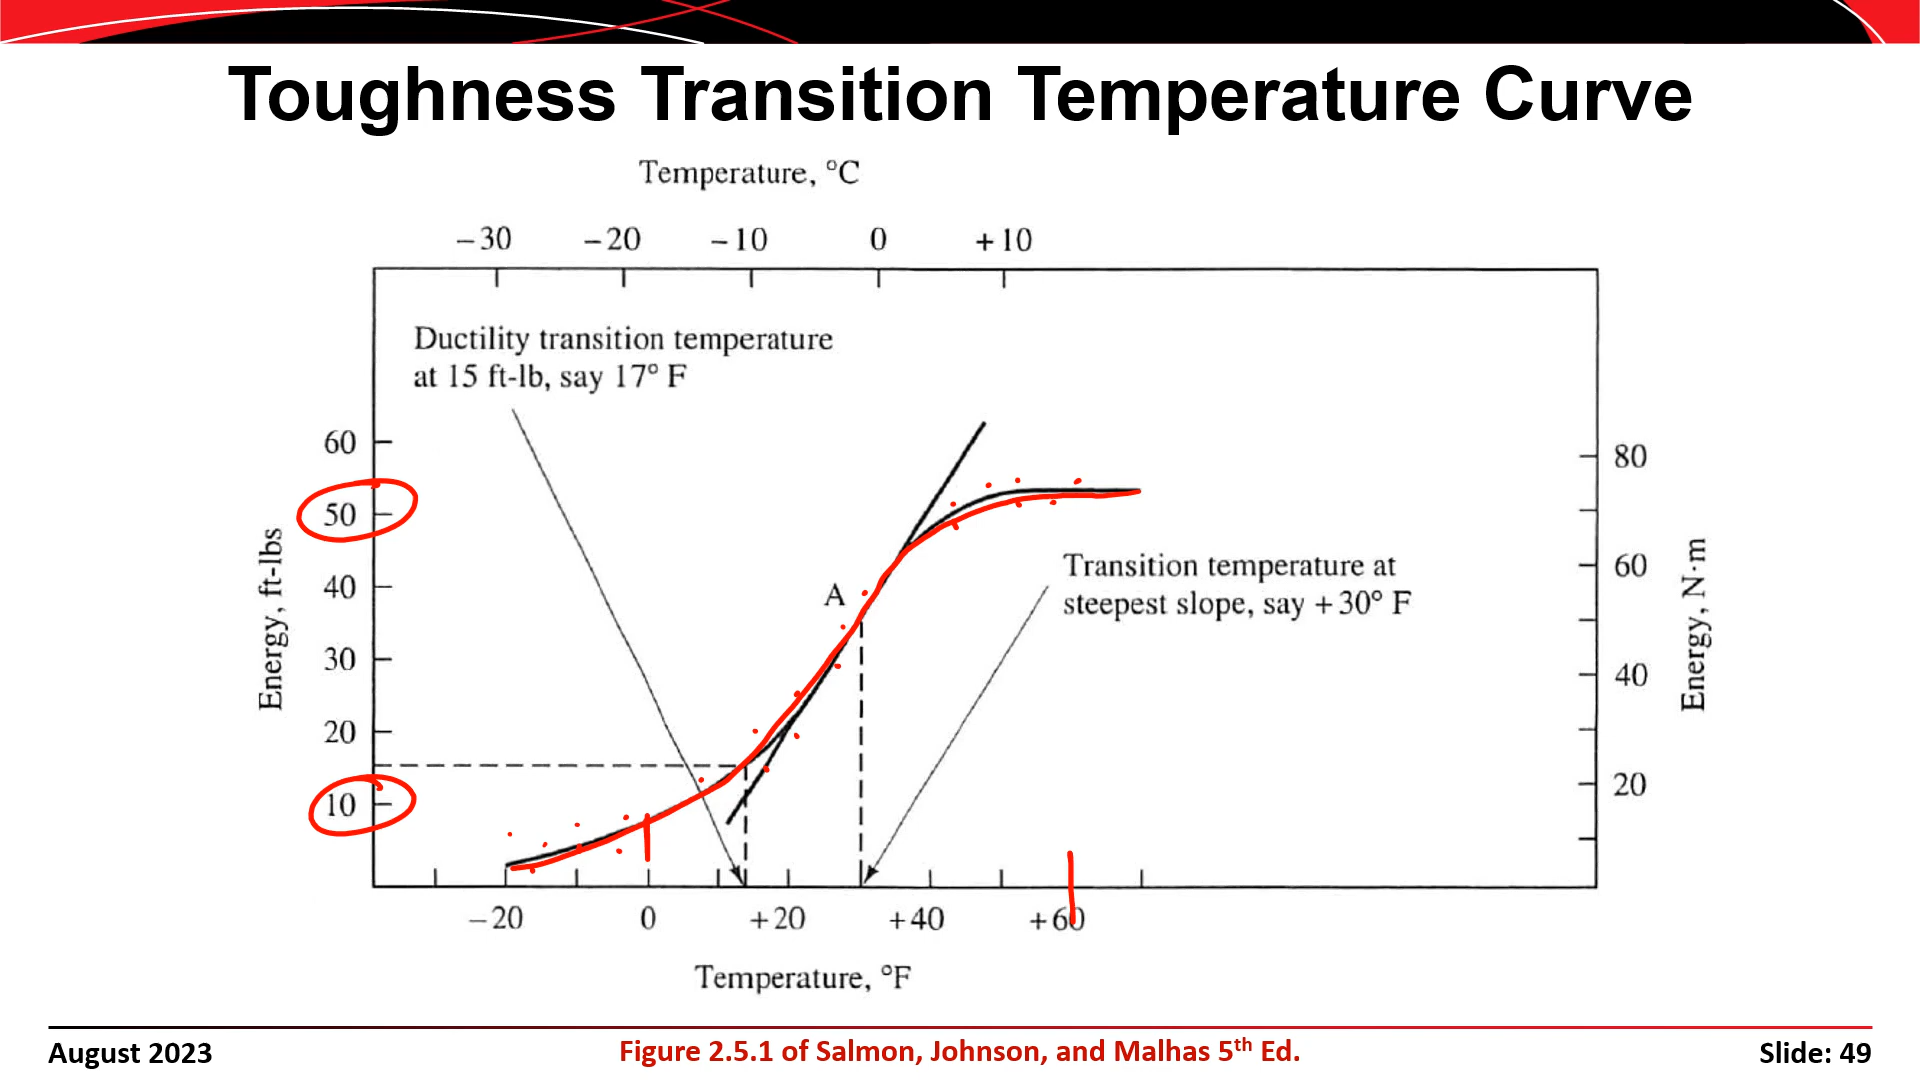 Toughness Transition Temperature Curve
Temperature, °C
−30 −20 −10 0 +10
Ductility transition temperature
at 15 ft-lb, say 17° F
60
50
40
30
20
10
Energy, ft-lbs
A
Transition temperature at
steepest slope, say +30° F
80
60
40
20
Energy, N·m
−20 0 +20 +40 +60
Temperature, °F
August 2023
Figure 2.5.1 of Salmon, Johnson, and Malhas 5th Ed.
Slide: 49